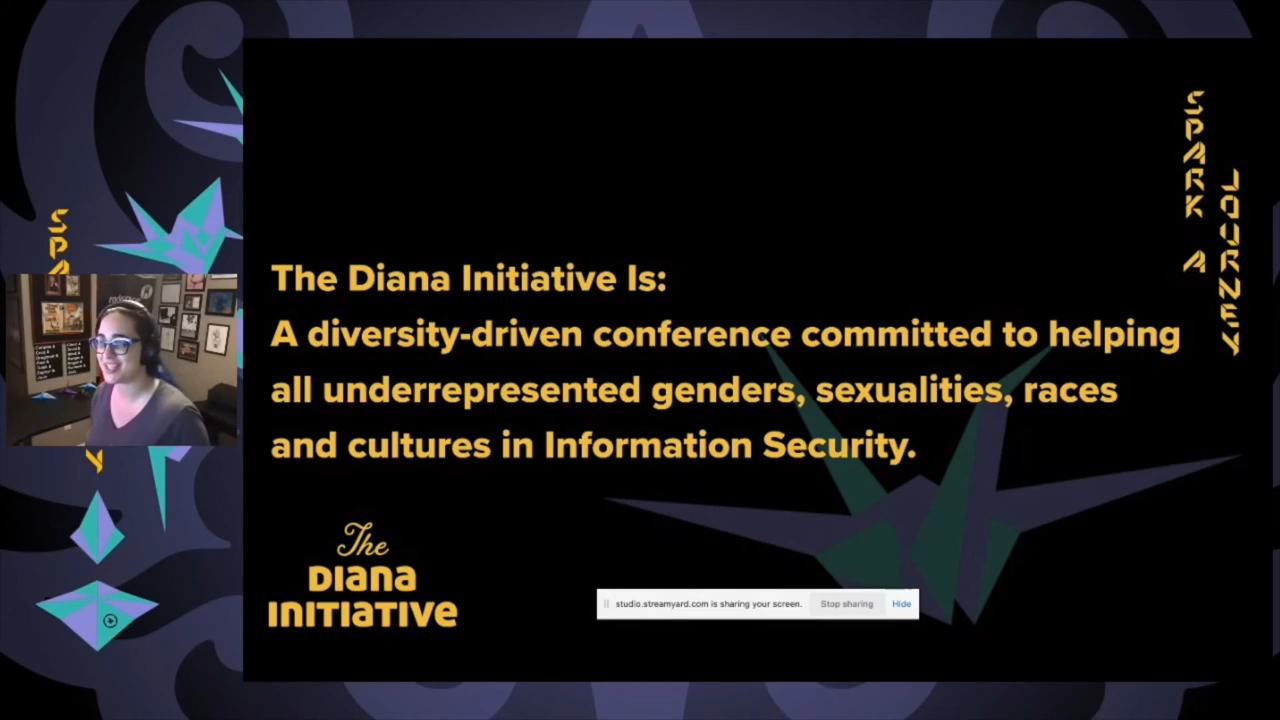 The Diana Initiative Is:
A diversity-driven conference committed to helping
all underrepresented genders, sexualities, races
and cultures in Information Security.
SPARK A
JOURNEY
The
DIANA
INITIATIVE
studio.streamyard.com is sharing your screen. Stop sharing Hide
SPA
Y